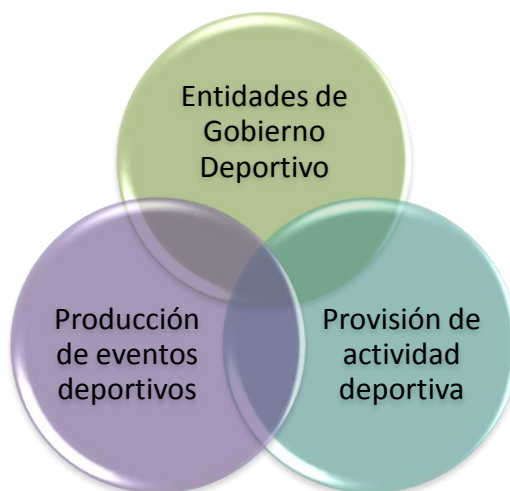 Entidades de
Gobierno
Deportivo
Producción
de eventos
deportivos
Provisión de
actividad
deportiva